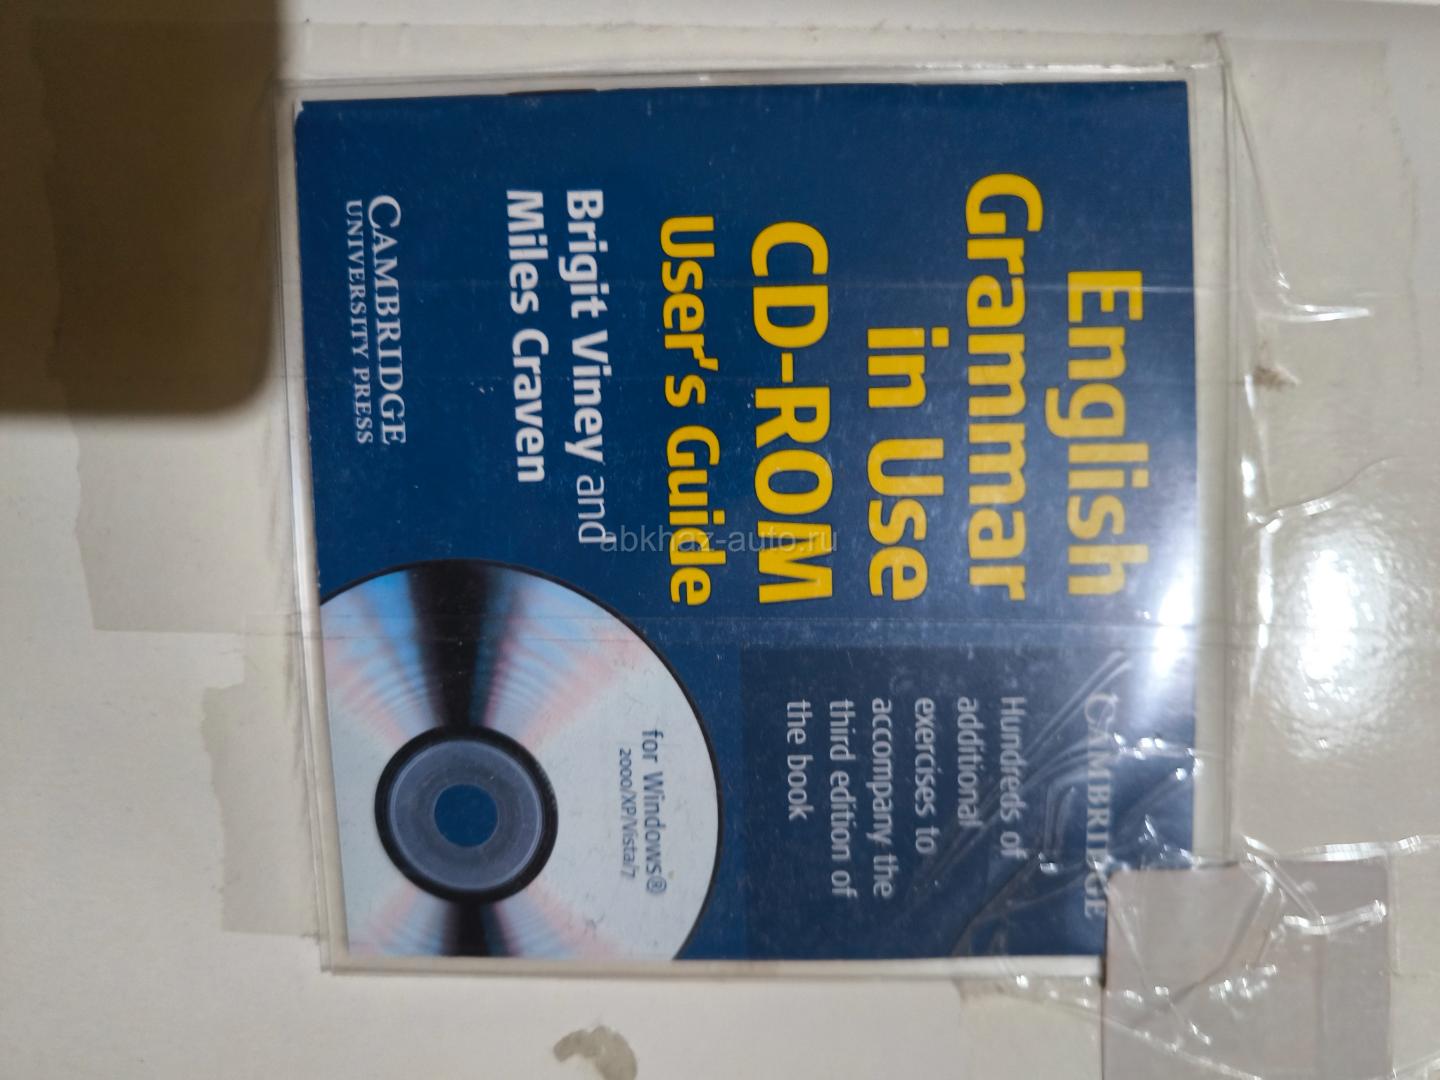 CAMBRIDGE
English
Grammar
in Use
CD-ROM
User's Guide
Hundreds of
additional
exercises to
accompany the
third edition of
the book
Brigit Viney and
Miles Craven
for Windows®
2000/XP/Vista/7
CAMBRIDGE
UNIVERSITY PRESS
abkhaz-auto.ru